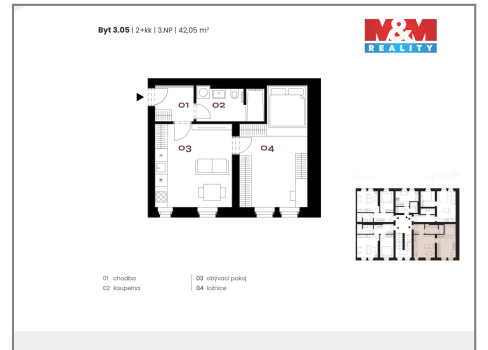 Byt 3.05 | 2+kk | 3.NP | 42,05 m²
M&M
REALITY
01
02
03
04
01 chodba
02 koupelna
03 obývací pokoj
04 ložnice